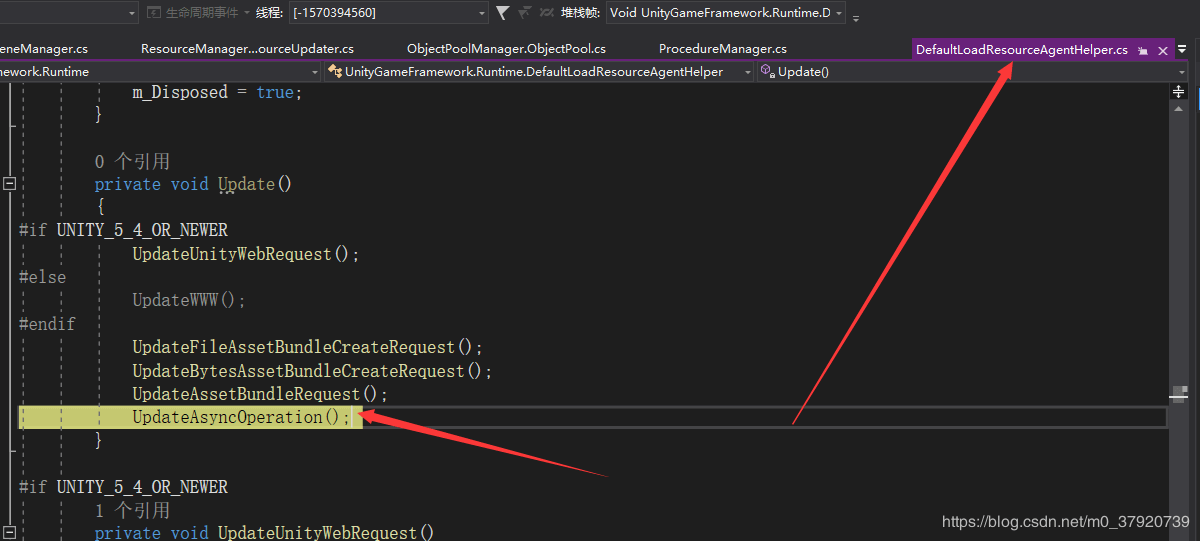 生命周期事件 线程: [-1570394560] 堆栈帧: Void UnityGameFramework.Runtime.D
eneManager.cs ResourceManager...ourceUpdater.cs ObjectPoolManager.ObjectPool.cs ProcedureManager.cs DefaultLoadResourceAgentHelper.cs
ework.Runtime UnityGameFramework.Runtime.DefaultLoadResourceAgentHelper Update()
m_Disposed = true;
}
0 个引用
private void Update()
{
#if UNITY_5_4_OR_NEWER
UpdateUnityWebRequest();
#else
UpdateWWW();
#endif
UpdateFileAssetBundleCreateRequest();
UpdateBytesAssetBundleCreateRequest();
UpdateAssetBundleRequest();
UpdateAsyncOperation();
}
#if UNITY_5_4_OR_NEWER
1 个引用
private void UpdateUnityWebRequest()
https://blog.csdn.net/m0_37920739